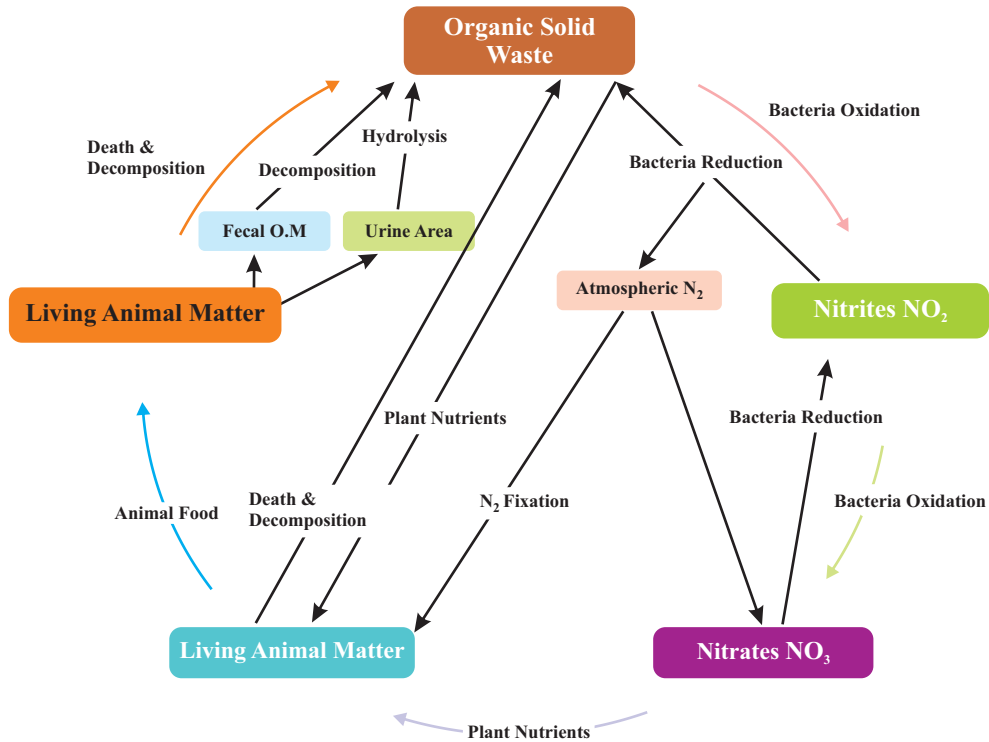 Organic Solid
Waste
Bacteria Oxidation
Hydrolysis
Death &
Decomposition
Decomposition
Bacteria Reduction
Fecal O.M
Urine Area
Atmospheric N₂
Living Animal Matter
Nitrites NO₂
Plant Nutrients
Bacteria Reduction
Animal Food
Death &
Decomposition
N₂ Fixation
Bacteria Oxidation
Living Animal Matter
Nitrates NO₃
Plant Nutrients